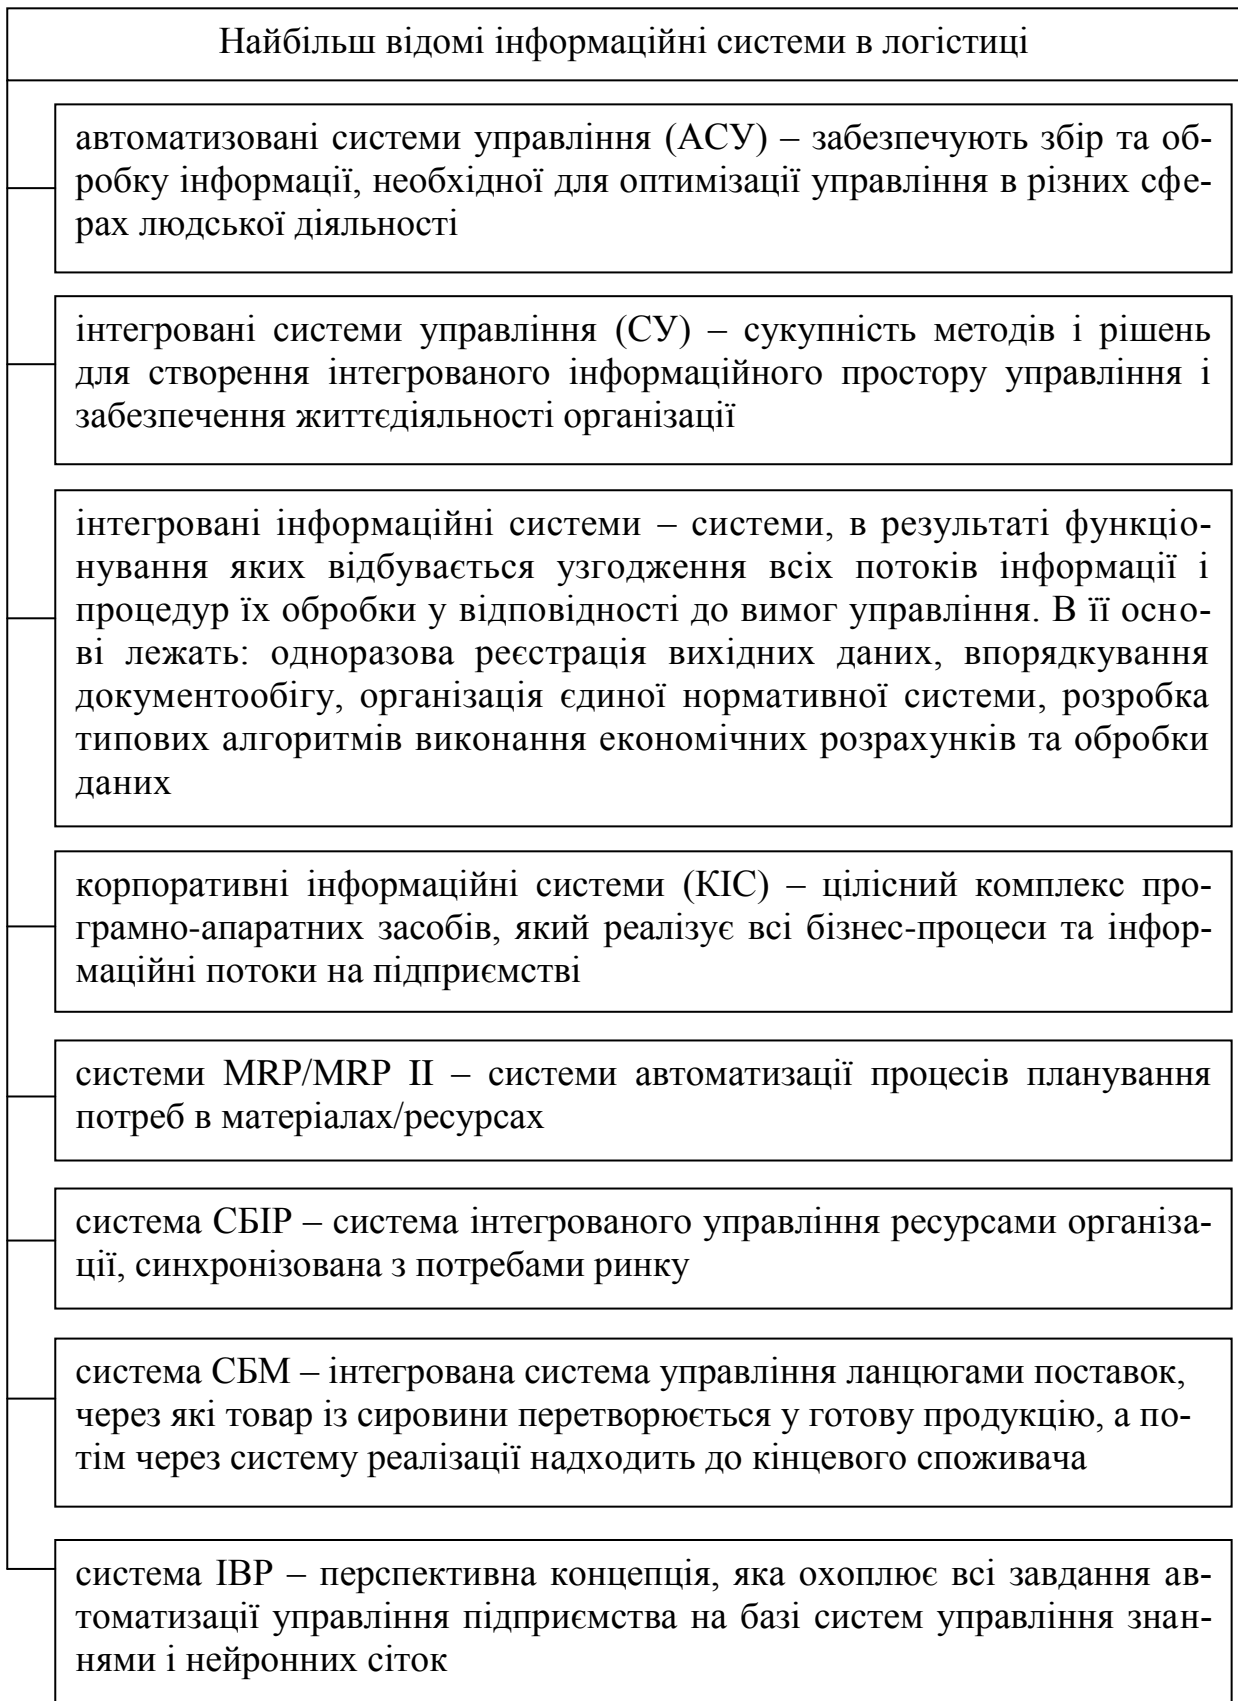 Найбільш відомі інформаційні системи в логістиці
автоматизовані системи управління (АСУ) – забезпечують збір та об-
робку інформації, необхідної для оптимізації управління в різних сфе-
рах людської діяльності
інтегровані системи управління (СУ) – сукупність методів і рішень
для створення інтегрованого інформаційного простору управління і
забезпечення життєдіяльності організації
інтегровані інформаційні системи – системи, в результаті функціо-
нування яких відбувається узгодження всіх потоків інформації і
процедур їх обробки у відповідності до вимог управління. В її осно-
ві лежать: одноразова реєстрація вихідних даних, впорядкування
документообігу, організація єдиної нормативної системи, розробка
типових алгоритмів виконання економічних розрахунків та обробки
даних
корпоративні інформаційні системи (КІС) – цілісний комплекс про-
грамно-апаратних засобів, який реалізує всі бізнес-процеси та інфор-
маційні потоки на підприємстві
системи MRP/MRP II – системи автоматизації процесів планування
потреб в матеріалах/ресурсах
система СБІР – система інтегрованого управління ресурсами організа-
ції, синхронізована з потребами ринку
система СБМ – інтегрована система управління ланцюгами поставок,
через які товар із сировини перетворюється у готову продукцію, а по-
тім через систему реалізації надходить до кінцевого споживача
система ІВР – перспективна концепція, яка охоплює всі завдання ав-
томатизації управління підприємства на базі систем управління знан-
нями і нейронних сіток